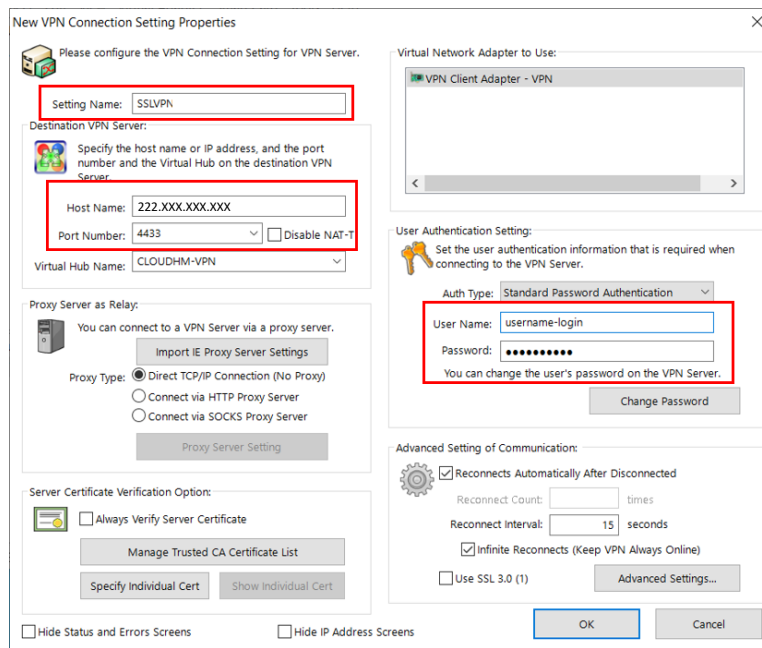 New VPN Connection Setting Properties
Please configure the VPN Connection Setting for VPN Server.
Setting Name: SSLVPN
Destination VPN Server:
Specify the host name or IP address, and the port
number and the Virtual Hub on the destination VPN
Server.
Host Name: 222.XXX.XXX.XXX
Port Number: 4433 Disable NAT-T
Virtual Hub Name: CLOUDHM-VPN
Proxy Server as Relay:
You can connect to a VPN Server via a proxy server.
Import IE Proxy Server Settings
Proxy Type: Direct TCP/IP Connection (No Proxy)
Connect via HTTP Proxy Server
Connect via SOCKS Proxy Server
Proxy Server Setting
Server Certificate Verification Option:
Always Verify Server Certificate
Manage Trusted CA Certificate List
Specify Individual Cert Show Individual Cert
Hide Status and Errors Screens Hide IP Address Screens
Virtual Network Adapter to Use:
VPN Client Adapter - VPN
User Authentication Setting:
Set the user authentication information that is required when
connecting to the VPN Server.
Auth Type: Standard Password Authentication
User Name: username-login
Password: ●●●●●●●●●●
You can change the user's password on the VPN Server.
Change Password
Advanced Setting of Communication:
Reconnects Automatically After Disconnected
Reconnect Count: times
Reconnect Interval: 15 seconds
Infinite Reconnects (Keep VPN Always Online)
Use SSL 3.0 (1) Advanced Settings...
OK Cancel